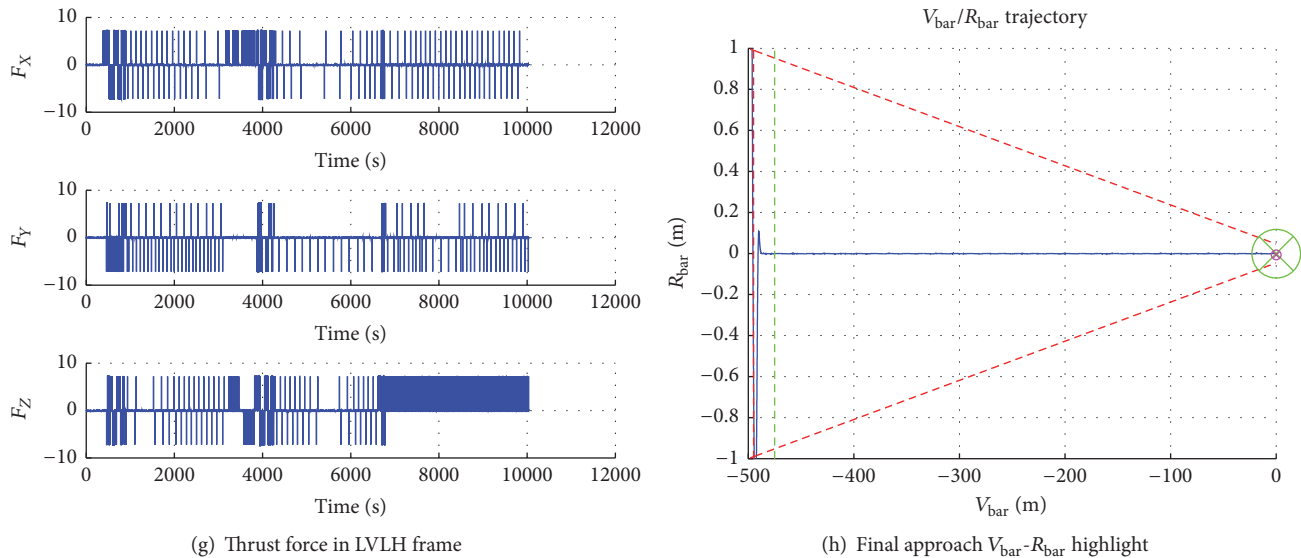 10
0
−10
F_X
0 2000 4000 6000 8000 10000 12000
Time (s)
10
0
−10
F_Y
0 2000 4000 6000 8000 10000 12000
Time (s)
10
0
−10
F_Z
0 2000 4000 6000 8000 10000 12000
Time (s)
(g) Thrust force in LVLH frame
V_bar/R_bar trajectory
1
0.8
0.6
0.4
0.2
0
−0.2
−0.4
−0.6
−0.8
−1
R_bar (m)
−500 −400 −300 −200 −100 0
V_bar (m)
(h) Final approach V_bar-R_bar highlight